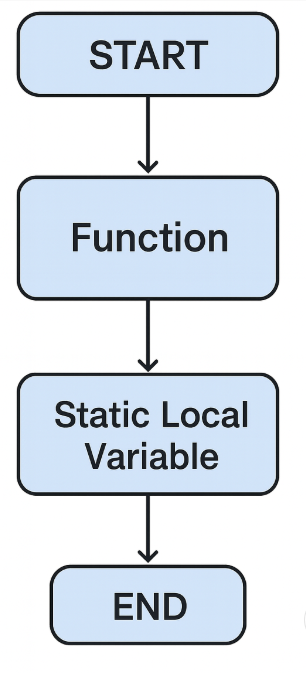 START
Function
Static Local
Variable
END